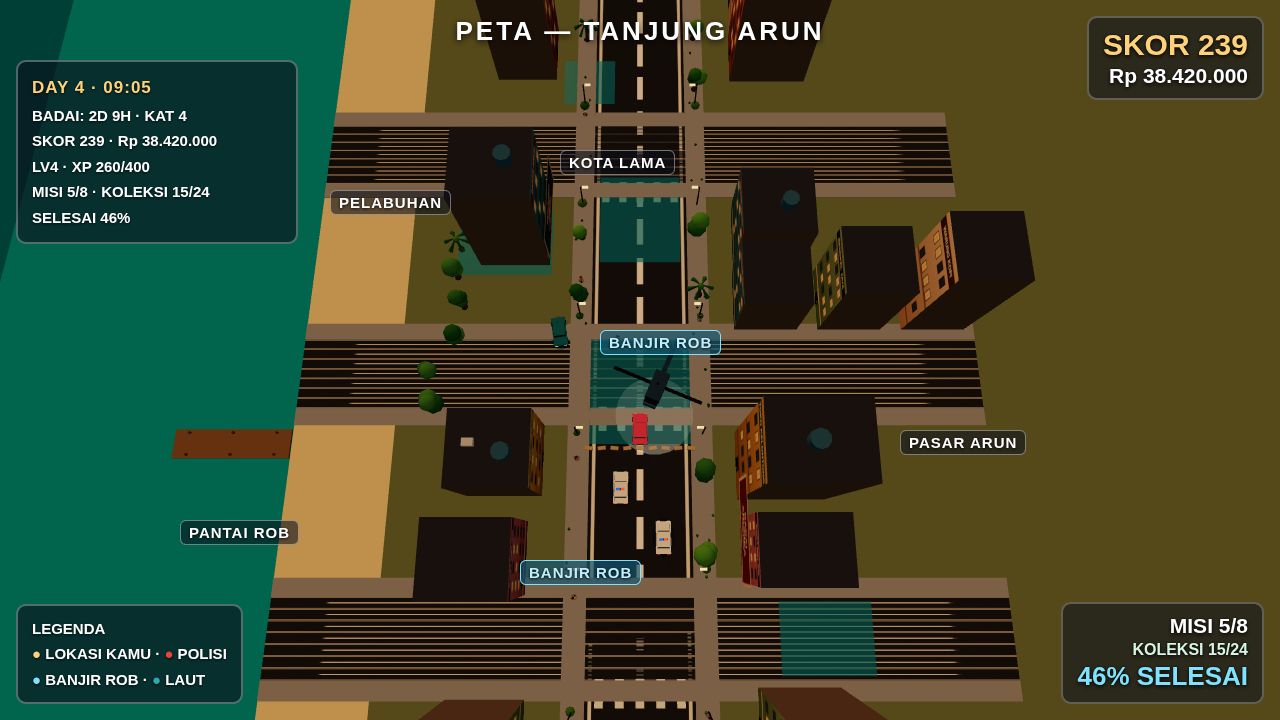 PETA — TANJUNG ARUN
DAY 4 · 09:05
BADAI: 2D 9H · KAT 4
SKOR 239 · Rp 38.420.000
LV4 · XP 260/400
MISI 5/8 · KOLEKSI 15/24
SELESAI 46%
SKOR 239
Rp 38.420.000
KOTA LAMA
PELABUHAN
BANJIR ROB
PASAR ARUN
PANTAI ROB
BANJIR ROB
LEGENDA
● LOKASI KAMU · ● POLISI
● BANJIR ROB · ● LAUT
MISI 5/8
KOLEKSI 15/24
46% SELESAI